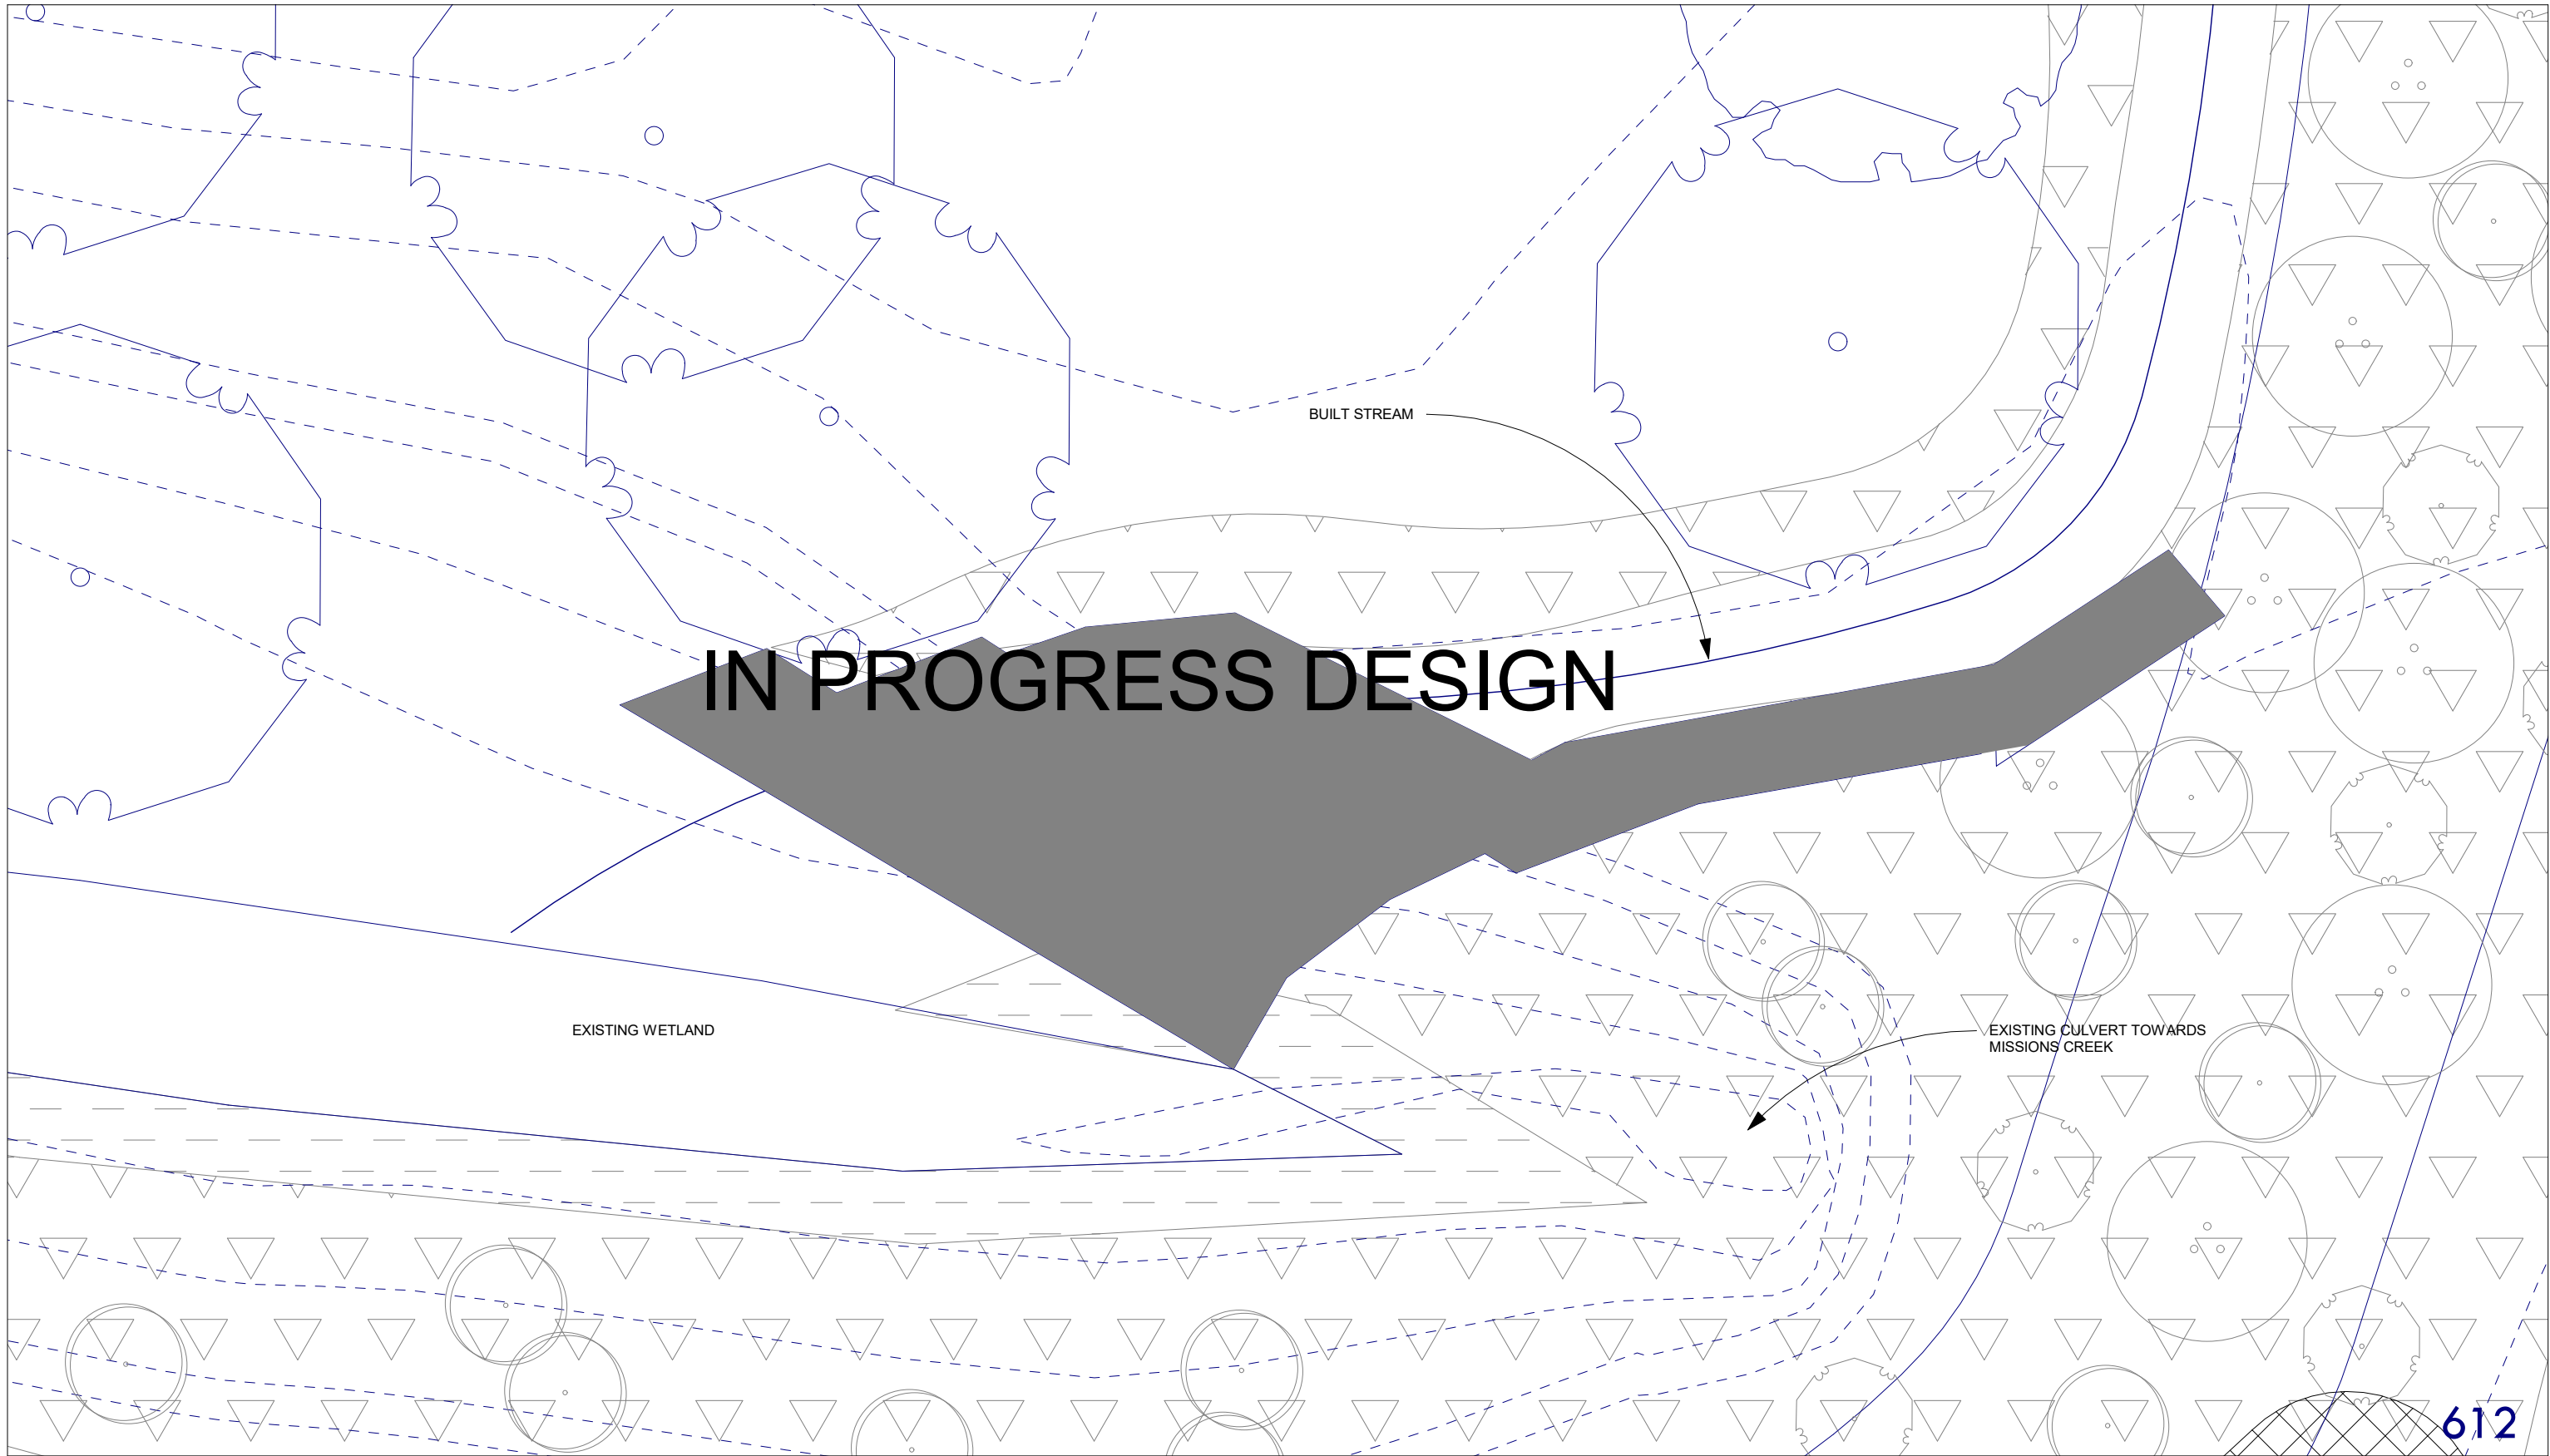 BUILT STREAM
IN PROGRESS DESIGN
EXISTING WETLAND
EXISTING CULVERT TOWARDS
MISSIONS CREEK
612